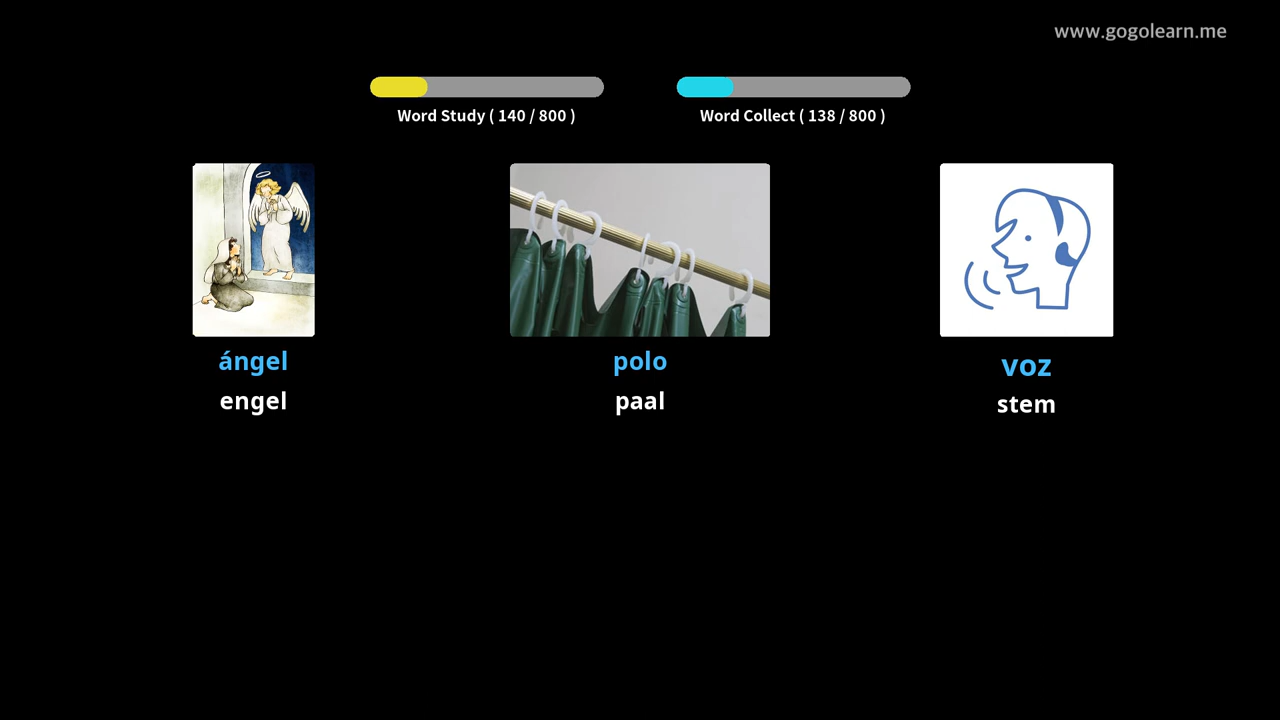 www.gogolearn.me
Word Study ( 140 / 800 )
Word Collect ( 138 / 800 )
ángel
polo
voz
engel
paal
stem